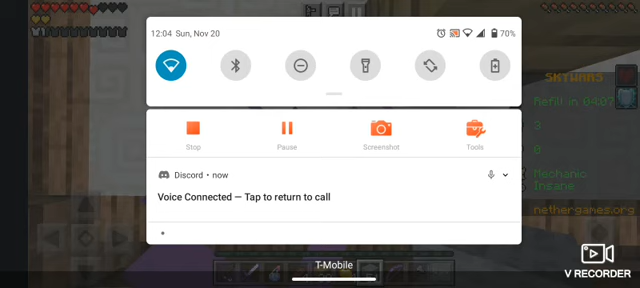 12:04 Sun, Nov 20
70%
SKYWARS
Refill in 04:07
3
0
Mechanic
Insane
nethergames.org
Stop
Pause
Screenshot
Tools
Discord • now
Voice Connected — Tap to return to call
T-Mobile
V RECORDER